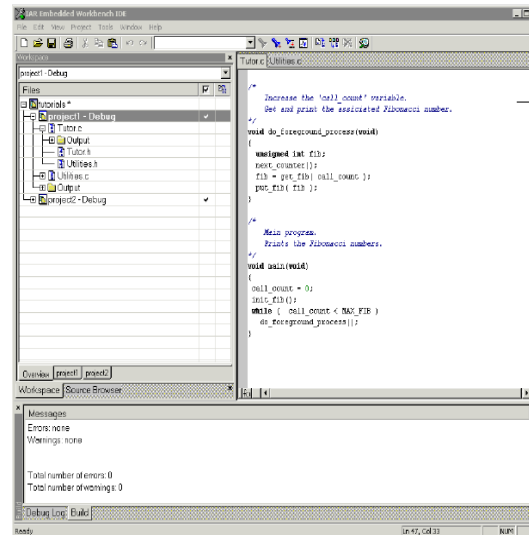 IAR Embedded Workbench IDE
File Edit View Project Tools Window Help
Workspace
project1 - Debug
Files
tutorials *
project1 - Debug
Tutor.c
Output
Tutor.h
Utilities.h
Utilities.c
Output
project2 - Debug
Overview project1 project2
Workspace Source Browser
Tutor.c Utilities.c
/*
Increase the 'call_count' variable.
Get and print the assiciated Fibonacci number.
*/
void do_foreground_process(void)
{
unsigned int fib;
next_counter();
fib = get_fib( call_count );
put_fib( fib );
}
/*
Main program.
Prints the Fibonacci numbers.
*/
void main(void)
{
call_count = 0;
init_fib();
while ( call_count < MAX_FIB )
do_foreground_process();
}
Messages
Errors: none
Warnings: none
Total number of errors: 0
Total number of warnings: 0
Debug Log Build
Ready
Ln 47, Col 33
NUM